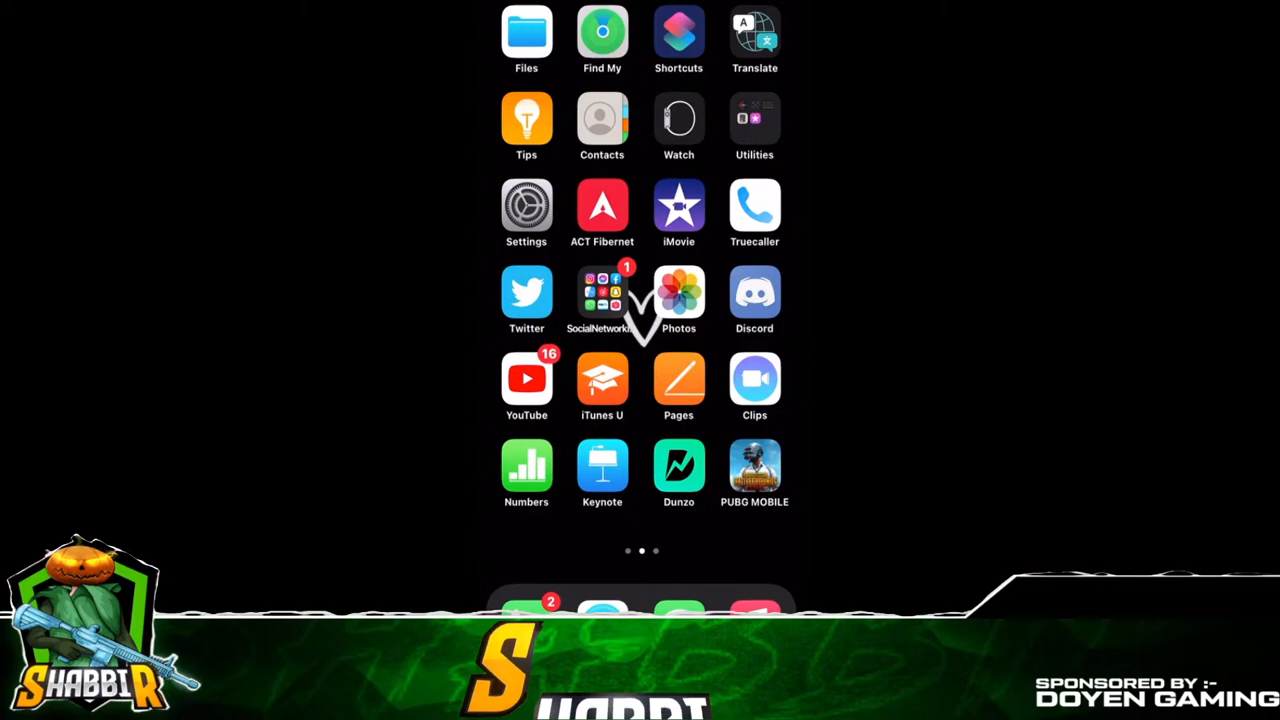 Files Find My Shortcuts Translate
Tips Contacts Watch Utilities
Settings ACT Fibernet iMovie Truecaller
1
Twitter Photos Discord
16
YouTube iTunes U Pages Clips
Numbers Keynote Dunzo PUBG MOBILE
2
SHABBIR
S
SPONSORED BY :-
DOYEN GAMING